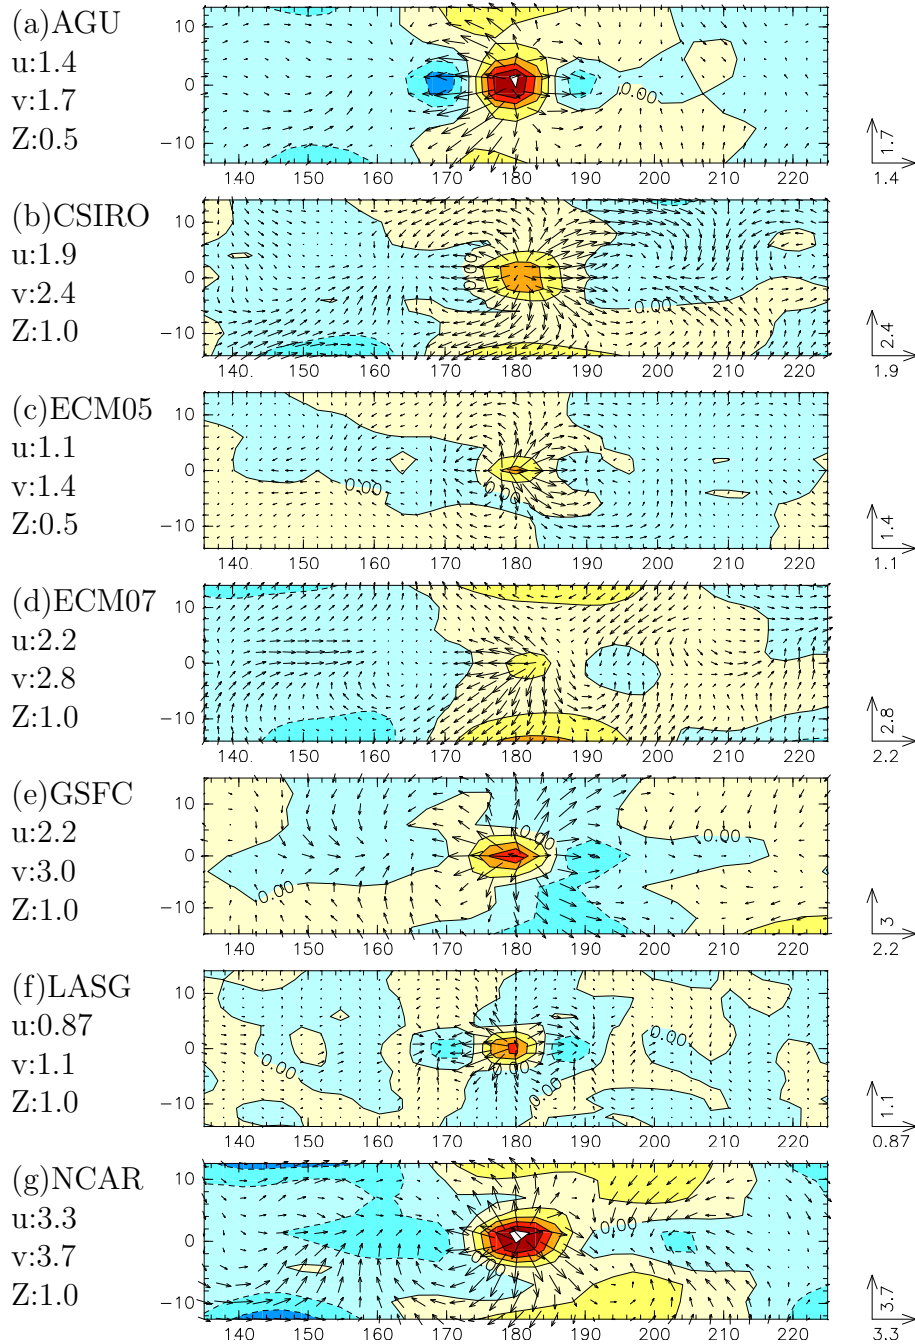 (a)AGU
u:1.4
v:1.7
Z:0.5
10
0
−10
0.00
140 150 160 170 180 190 200 210 220
1.7
1.4
(b)CSIRO
u:1.9
v:2.4
Z:1.0
10
0
−10
0.00
0.00
140 150 160 170 180 190 200 210 220
2.4
1.9
(c)ECM05
u:1.1
v:1.4
Z:0.5
10
0
−10
0.00
0.00
140 150 160 170 180 190 200 210 220
1.4
1.1
(d)ECM07
u:2.2
v:2.8
Z:1.0
10
0
−10
140 150 160 170 180 190 200 210 220
2.8
2.2
(e)GSFC
u:2.2
v:3.0
Z:1.0
10
0
−10
0.00
0.00
0.00
140 150 160 170 180 190 200 210 220
3
2.2
(f)LASG
u:0.87
v:1.1
Z:1.0
10
0
−10
0.00
0.00
0.00
0.00
140 150 160 170 180 190 200 210 220
1.1
0.87
(g)NCAR
u:3.3
v:3.7
Z:1.0
10
0
−10
0.00
0.00
140 150 160 170 180 190 200 210 220
3.7
3.3